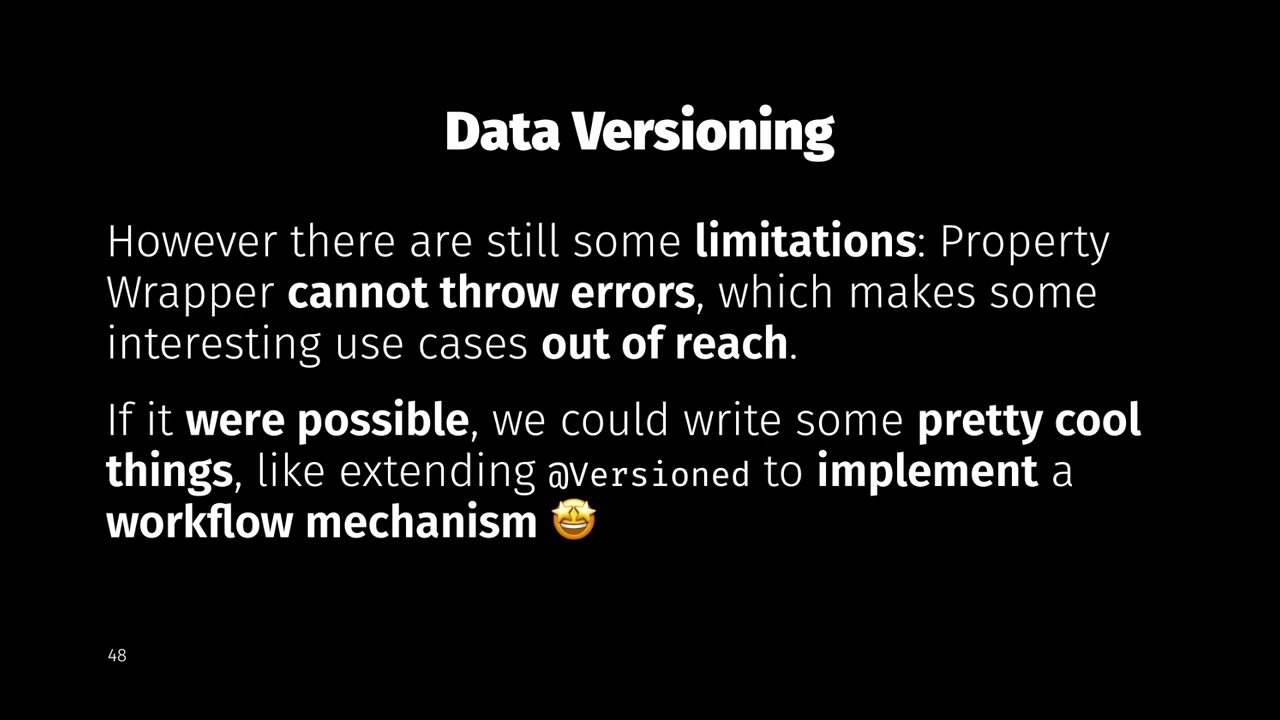 Data Versioning
However there are still some limitations: Property
Wrapper cannot throw errors, which makes some
interesting use cases out of reach.
If it were possible, we could write some pretty cool
things, like extending @Versioned to implement a
workflow mechanism 🤩
48